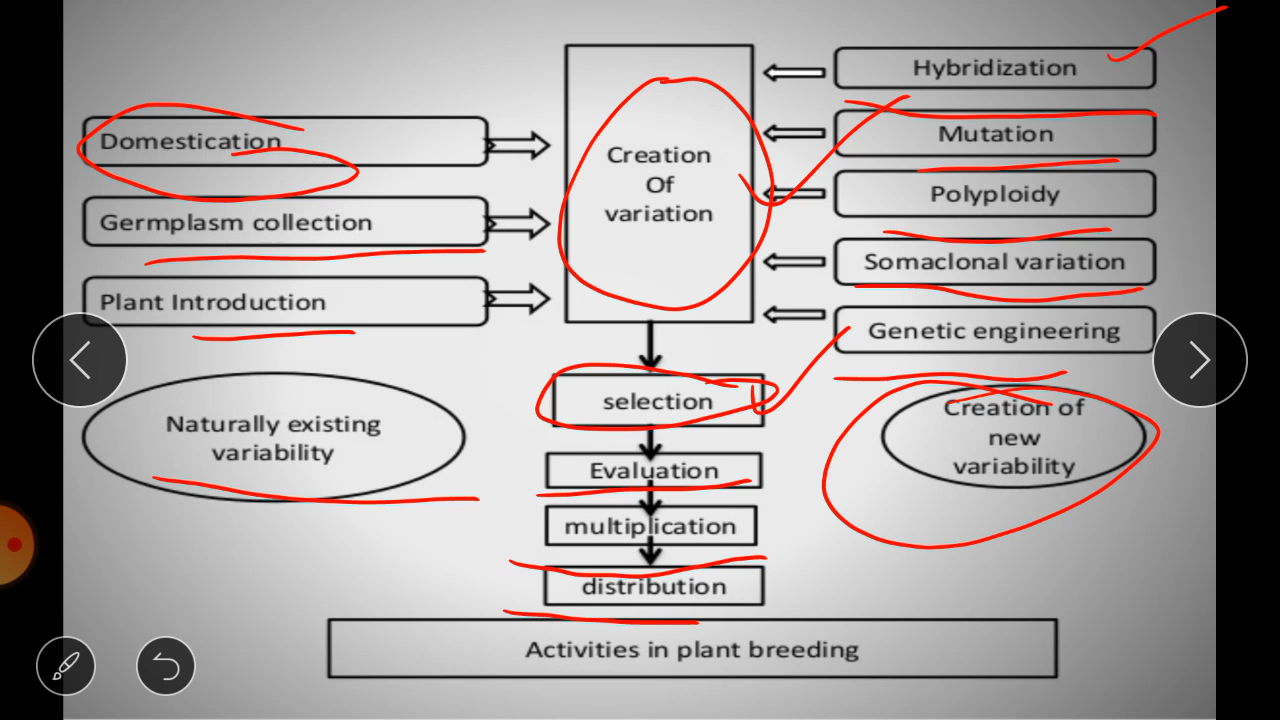 Domestication
Germplasm collection
Plant Introduction
Naturally existing
variability
Creation
Of
variation
selection
Evaluation
multiplication
distribution
Hybridization
Mutation
Polyploidy
Somaclonal variation
Genetic engineering
Creation of
new
variability
Activities in plant breeding